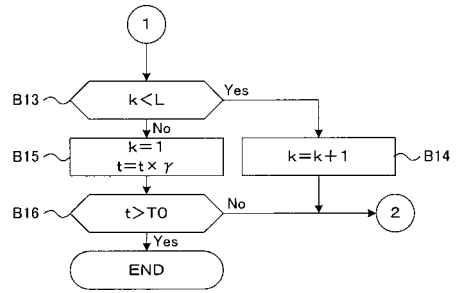 1
B13
k<L
Yes
No
B15
k=1
t=t×γ
k=k+1
B14
B16
t>T0
No
2
Yes
END